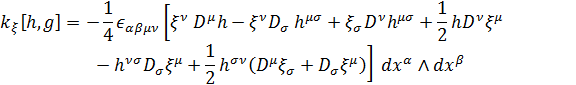 k_ξ[h, g] = −1/4 ϵ_{αβμν} [ξ^ν D^μ h − ξ^ν D_σ h^{μσ} + ξ_σ D^ν h^{μσ} + 1/2 h D^ν ξ^μ
− h^{νσ} D_σ ξ^μ + 1/2 h^{σν} (D^μ ξ_σ + D_σ ξ^μ)] dx^α ∧ dx^β